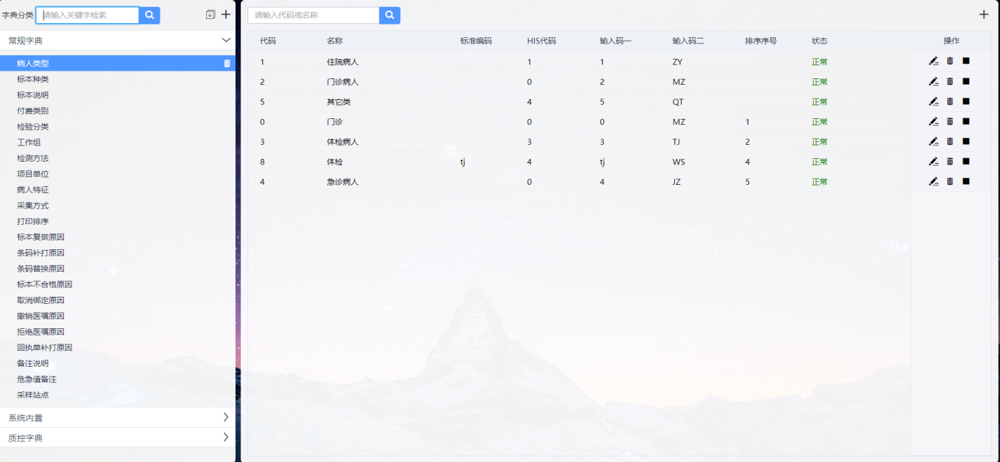 字典分类 请输入关键字检索
常规字典
病人类型
标本种类
标本说明
付费类别
检验分类
工作组
检测方法
项目单位
病人特征
采集方式
打印排序
标本复做原因
条码补打原因
条码替换原因
标本不合格原因
取消绑定原因
撤销医嘱原因
拒绝医嘱原因
回执单补打原因
备注说明
危急值备注
采样站点
系统内置
质控字典
请输入代码或名称
代码 名称 标准编码 HIS代码 输入码一 输入码二 排序序号 状态 操作
1 住院病人 1 1 ZY 正常
2 门诊病人 0 2 MZ 正常
5 其它类 4 5 QT 正常
0 门诊 0 0 MZ 1 正常
3 体检病人 3 3 TJ 2 正常
8 体检 tj 4 tj WS 4 正常
4 急诊病人 0 4 JZ 5 正常